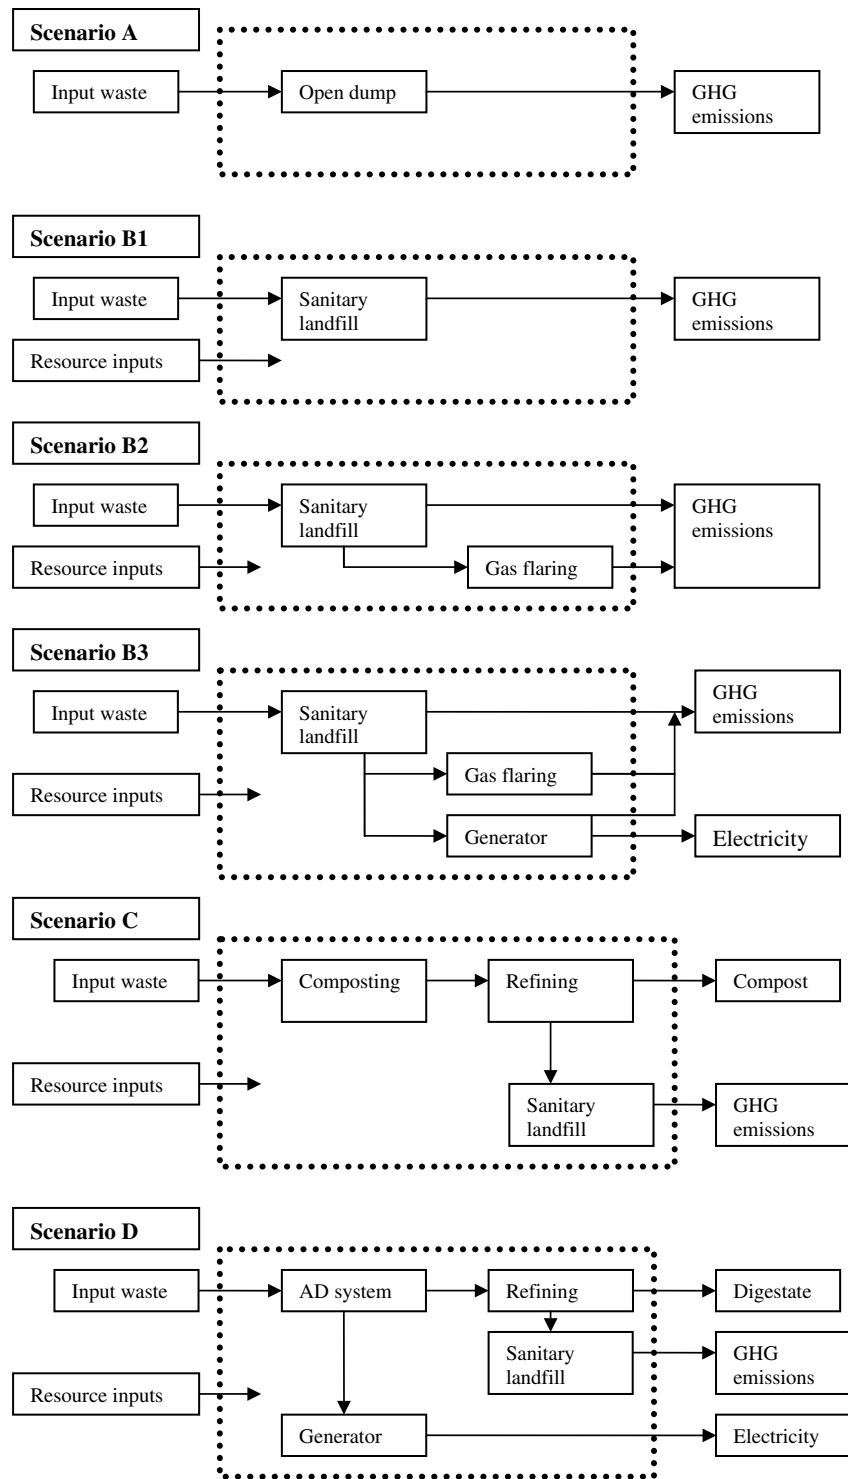 Scenario A
Input waste
Open dump
GHG
emissions
Scenario B1
Input waste
Sanitary
landfill
GHG
emissions
Resource inputs
Scenario B2
Input waste
Sanitary
landfill
GHG
emissions
Resource inputs
Gas flaring
Scenario B3
Input waste
Sanitary
landfill
GHG
emissions
Resource inputs
Gas flaring
Generator
Electricity
Scenario C
Input waste
Composting
Refining
Compost
Resource inputs
Sanitary
landfill
GHG
emissions
Scenario D
Input waste
AD system
Refining
Digestate
Sanitary
landfill
GHG
emissions
Resource inputs
Generator
Electricity